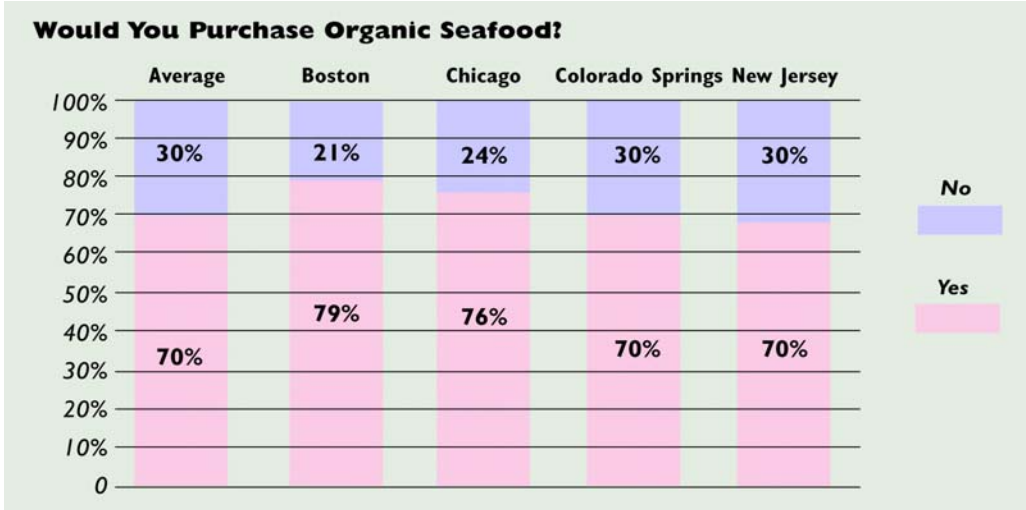 Would You Purchase Organic Seafood?
Average Boston Chicago Colorado Springs New Jersey
100%
90%
30% 21% 24% 30% 30%
No
80%
70%
60%
Yes
50%
79% 76%
40%
70% 70% 70%
30%
20%
10%
0